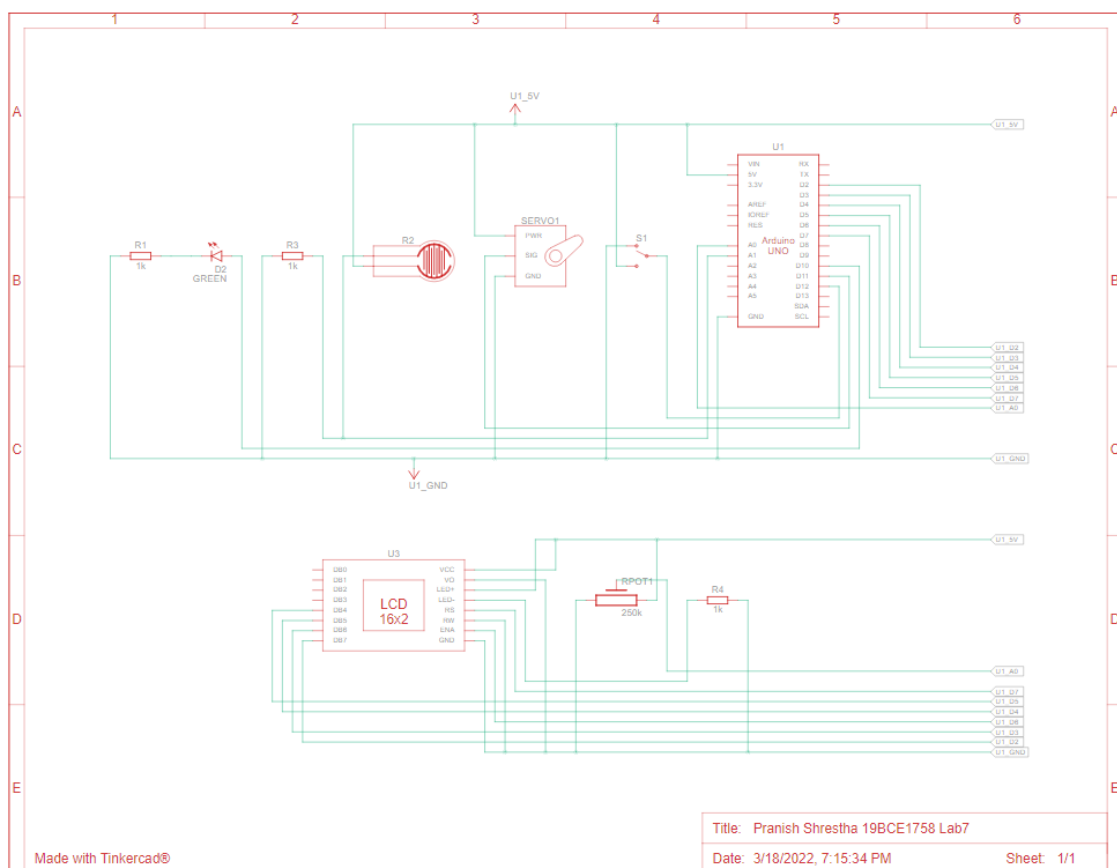 1 2 3 4 5 6
A A
U1_5V
U1_5V
U1
VIN RX
5V TX
3.3V D2
D3
AREF D4
IOREF D5
RES D6
D7
A0 D8
A1 D9
A2 D10
A3 D11
A4 D12
A5 D13
SDA
GND SCL
Arduino
UNO
SERVO1
PWR
SIG
GND
R1
1k
D2
GREEN
R3
1k
R2
S1
B B
U1_D2
U1_D3
U1_D4
U1_D5
U1_D6
U1_D7
U1_A0
C C
U1_GND
U1_GND
U1_5V
U3
DB0 VCC
DB1 VO
DB2 LED+
DB3 LED-
DB4 RS
DB5 RW
DB6 ENA
DB7 GND
LCD
16x2
RPOT1
250k
R4
1k
D D
U1_A0
U1_D7
U1_D5
U1_D4
U1_D6
U1_D3
U1_D2
U1_GND
E E
Title: Pranish Shrestha 19BCE1758 Lab7
Made with Tinkercad®
Date: 3/18/2022, 7:15:34 PM Sheet: 1/1